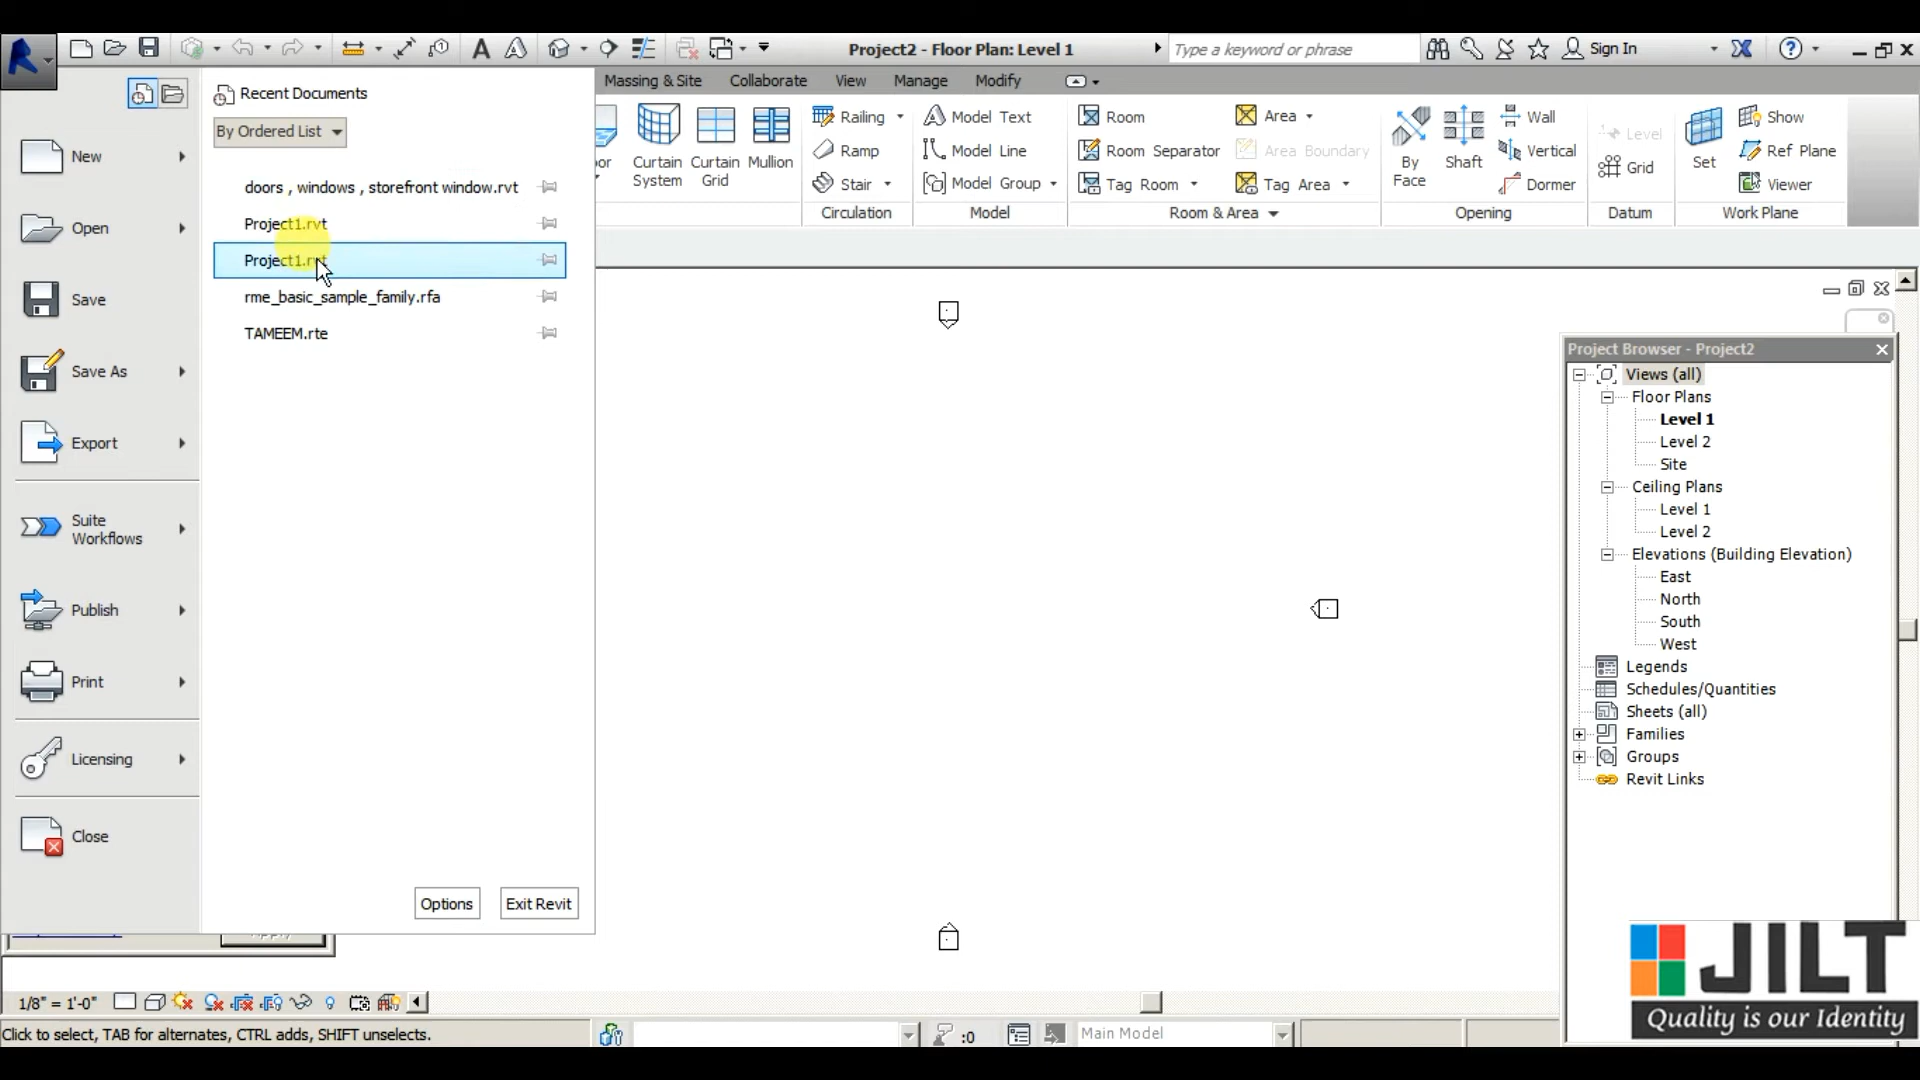 Project2 - Floor Plan: Level 1
Type a keyword or phrase
Sign In
Massing & Site
Collaborate
View
Manage
Modify
Recent Documents
By Ordered List
doors , windows , storefront window.rvt
Project1.rvt
Project1.rvt
rme_basic_sample_family.rfa
TAMEEM.rte
New
Open
Save
Save As
Export
Suite
Workflows
Publish
Print
Licensing
Close
Options
Exit Revit
Curtain
System
Curtain
Grid
Mullion
Railing
Ramp
Stair
Circulation
Model Text
Model Line
Model Group
Model
Room
Room Separator
Tag Room
Area
Area Boundary
Tag Area
Room & Area
By
Face
Shaft
Wall
Vertical
Dormer
Opening
Level
Grid
Datum
Set
Show
Ref Plane
Viewer
Work Plane
Project Browser - Project2
Views (all)
Floor Plans
Level 1
Level 2
Site
Ceiling Plans
Level 1
Level 2
Elevations (Building Elevation)
East
North
South
West
Legends
Schedules/Quantities
Sheets (all)
Families
Groups
Revit Links
1/8" = 1'-0"
Click to select, TAB for alternates, CTRL adds, SHIFT unselects.
:0
Main Model
JILT
Quality is our Identity